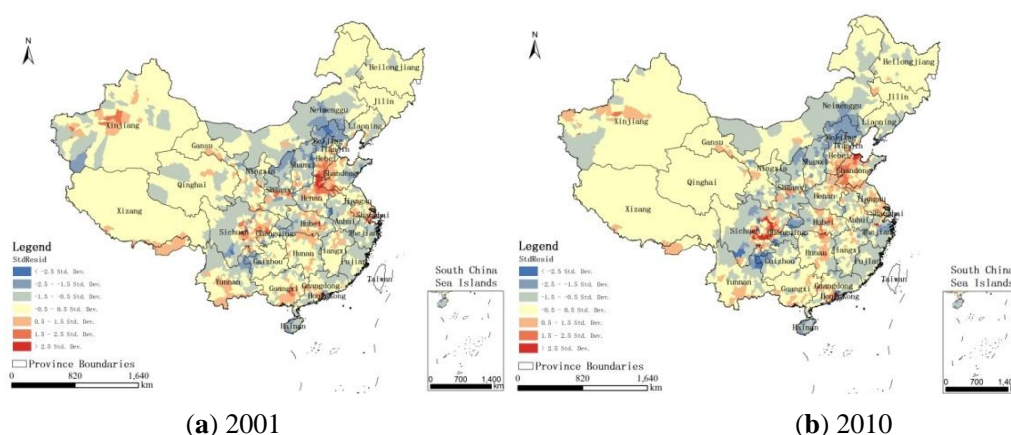 N
Heilongjiang
Jilin
Neimenggu
Liaoning
Xinjiang
Beijing
Tianjin
Gansu
Hebei
Shanxi
Ningxia
Shandong
Qinghai
Shaanxi
Henan
Jiangsu
Xizang
Anhui
Shanghai
Hubei
Sichuan
Chongqing
Zhejiang
Hunan
Jiangxi
Guizhou
Fujian
Yunnan
Guangxi
Guangdong
Taiwan
HongKong
Hainan
Legend
StdResid
< -2.5 Std. Dev.
-2.5 - -1.5 Std. Dev.
-1.5 - -0.5 Std. Dev.
-0.5 - 0.5 Std. Dev.
0.5 - 1.5 Std. Dev.
1.5 - 2.5 Std. Dev.
> 2.5 Std. Dev.
Province Boundaries
0 820 1,640
km
South China
Sea Islands
0 700 1,400
km
(a) 2001
N
Heilongjiang
Jilin
Neimenggu
Liaoning
Xinjiang
Beijing
Tianjin
Gansu
Hebei
Shanxi
Ningxia
Shandong
Qinghai
Shaanxi
Henan
Jiangsu
Xizang
Anhui
Shanghai
Hubei
Sichuan
Chongqing
Zhejiang
Hunan
Jiangxi
Guizhou
Fujian
Yunnan
Guangxi
Guangdong
Taiwan
HongKong
Hainan
Legend
StdResid
< -2.5 Std. Dev.
-2.5 - -1.5 Std. Dev.
-1.5 - -0.5 Std. Dev.
-0.5 - 0.5 Std. Dev.
0.5 - 1.5 Std. Dev.
1.5 - 2.5 Std. Dev.
> 2.5 Std. Dev.
Province Boundaries
0 820 1,640
km
South China
Sea Islands
0 700 1,40
km
(b) 2010